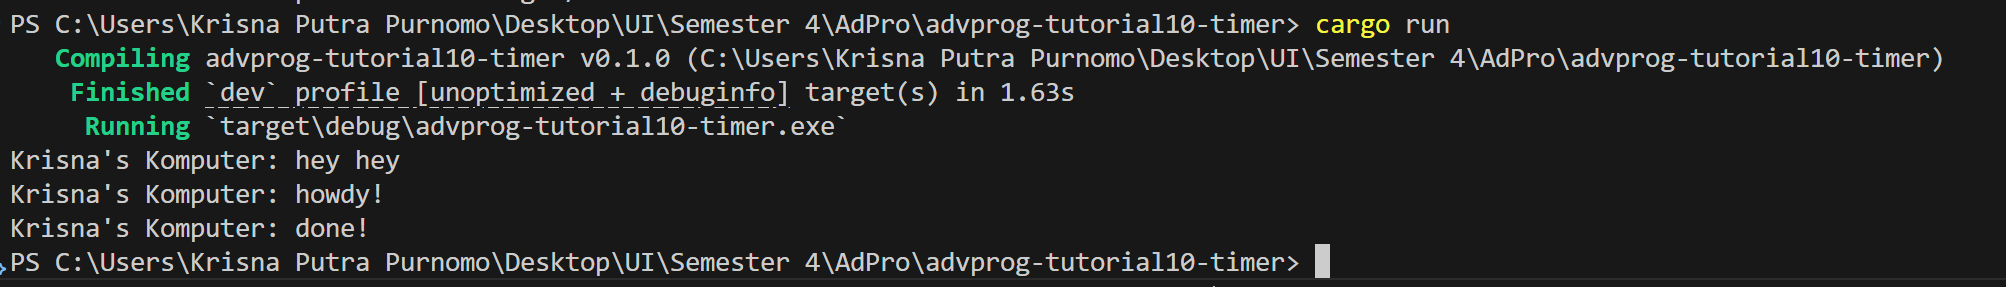 PS C:\Users\Krisna Putra Purnomo\Desktop\UI\Semester 4\AdPro\advprog-tutorial10-timer> cargo run
Compiling advprog-tutorial10-timer v0.1.0 (C:\Users\Krisna Putra Purnomo\Desktop\UI\Semester 4\AdPro\advprog-tutorial10-timer)
Finished `dev` profile [unoptimized + debuginfo] target(s) in 1.63s
Running `target\debug\advprog-tutorial10-timer.exe`
Krisna's Komputer: hey hey
Krisna's Komputer: howdy!
Krisna's Komputer: done!
PS C:\Users\Krisna Putra Purnomo\Desktop\UI\Semester 4\AdPro\advprog-tutorial10-timer>